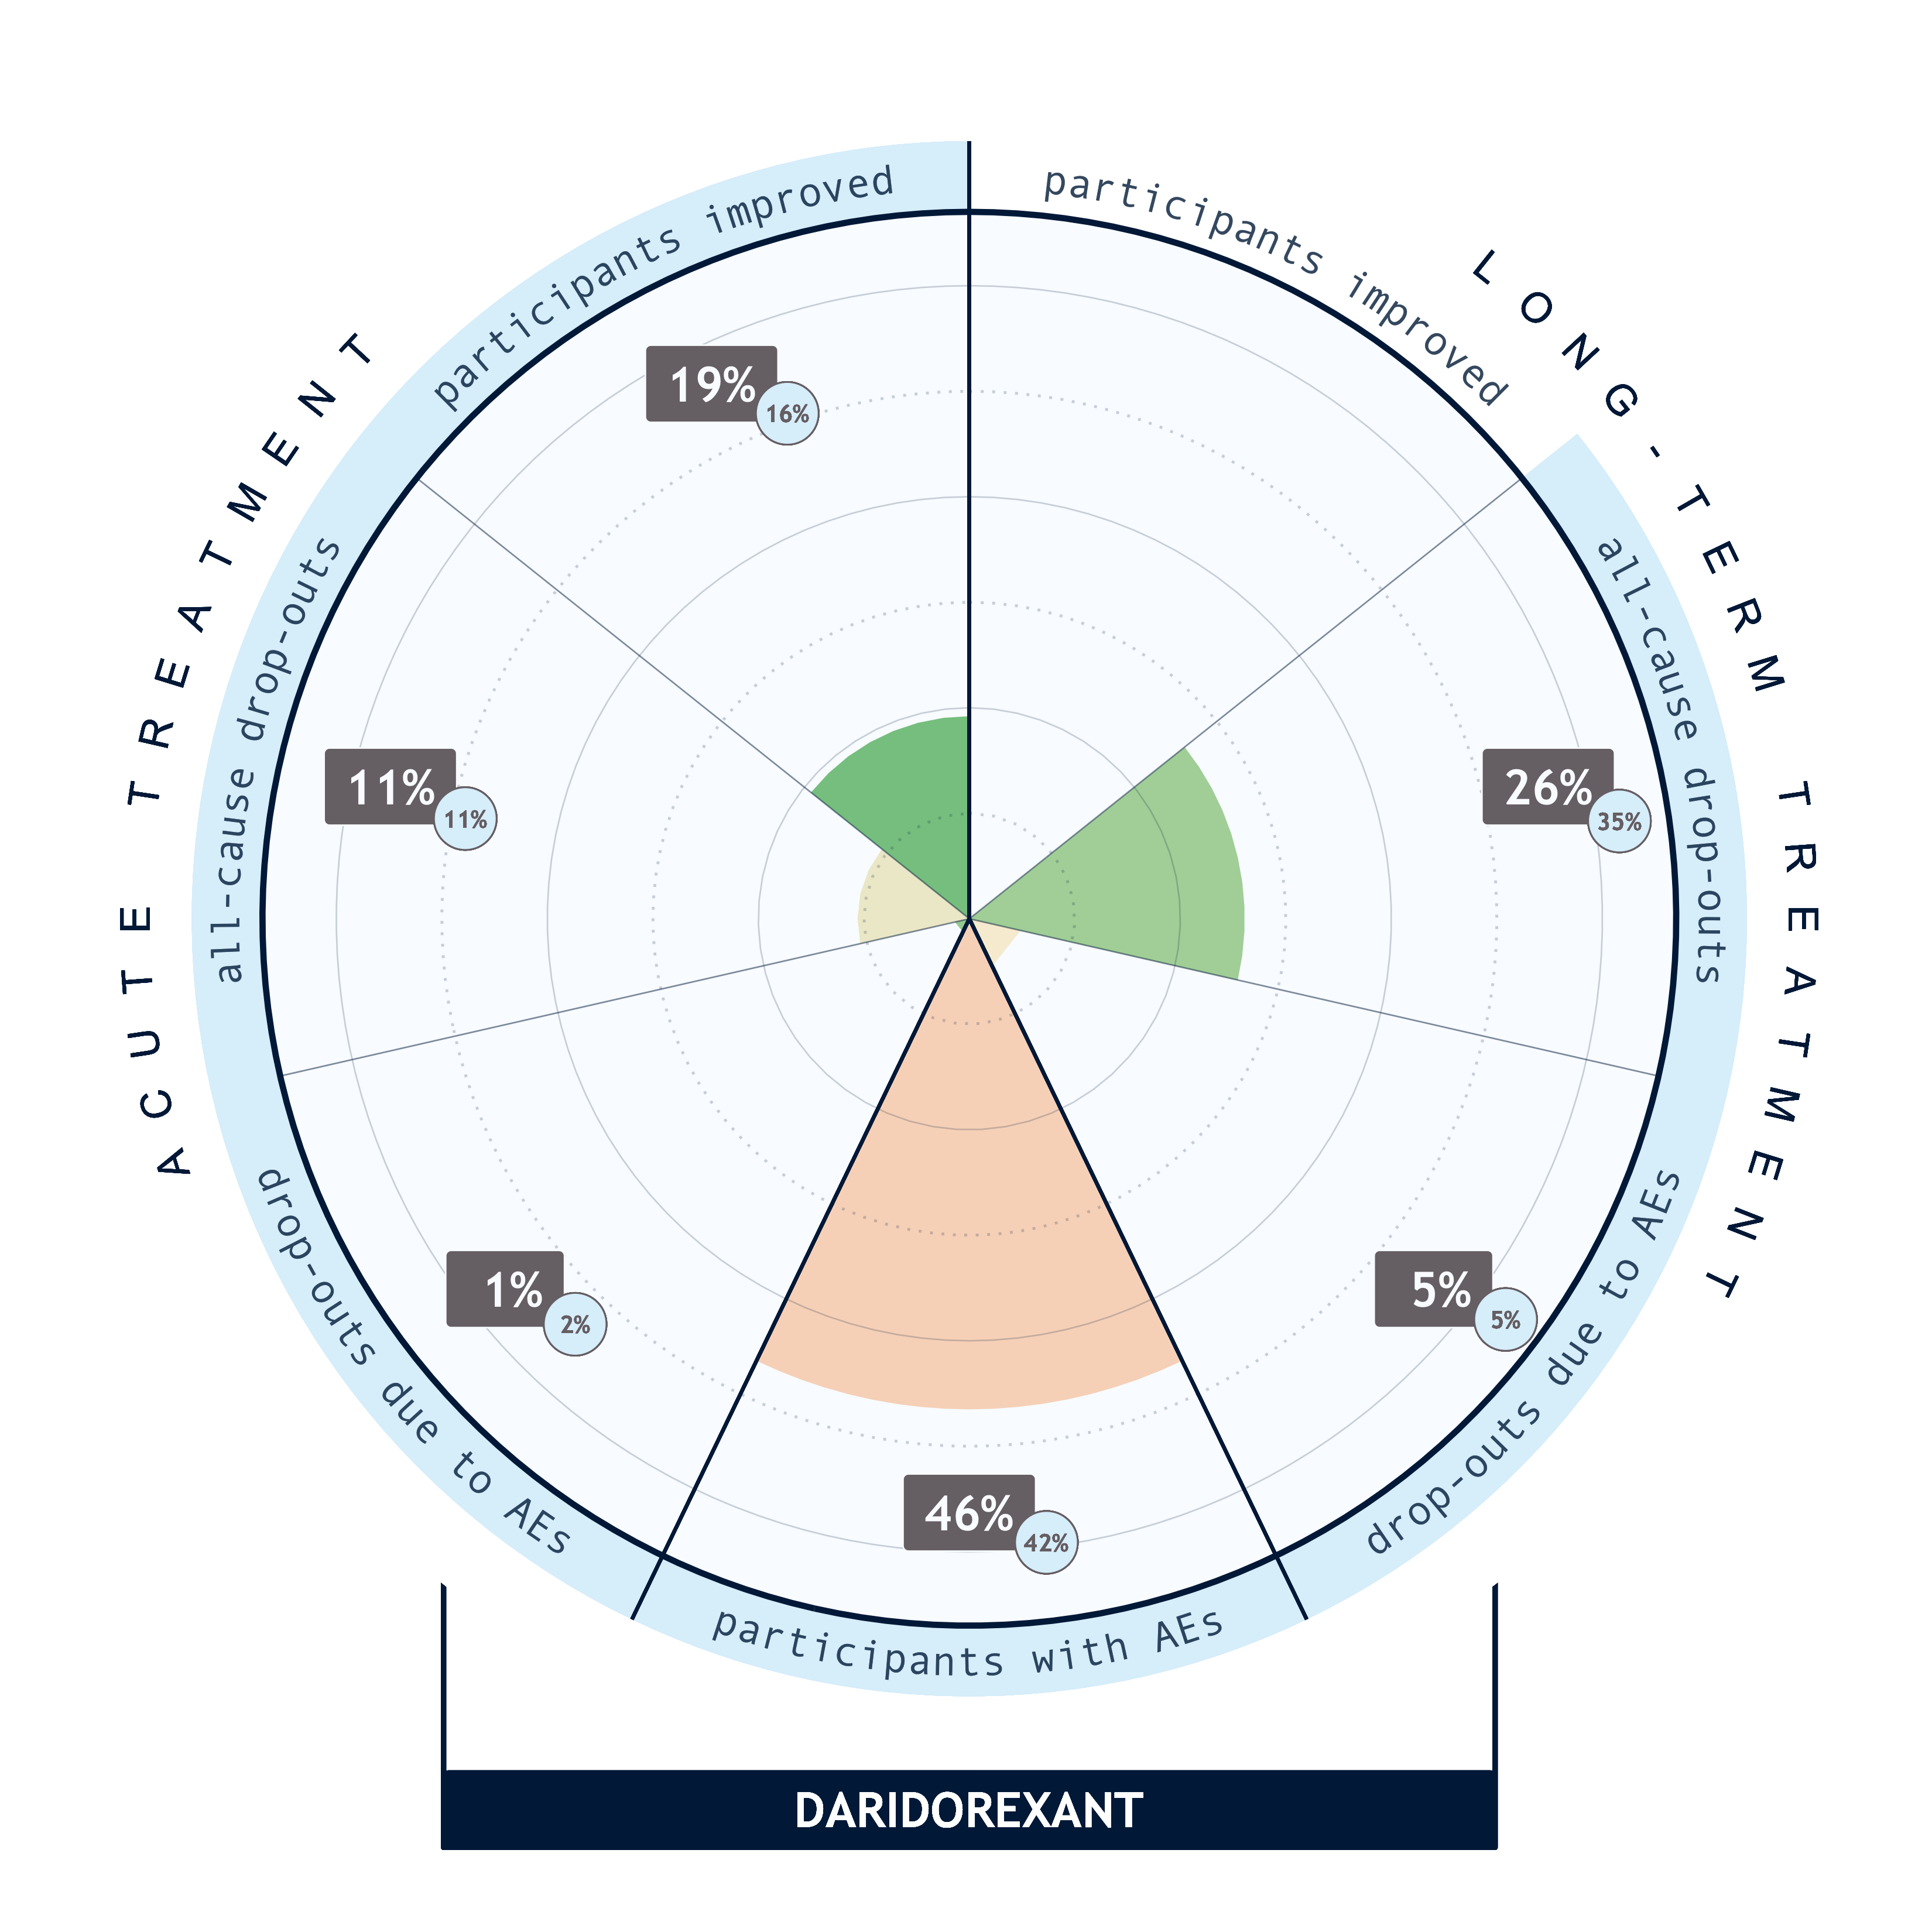 ACUTE TREATMENT
LONG-TERM TREATMENT
participants improved
19%
16%
participants improved
all-cause drop-outs
11%
11%
all-cause drop-outs
26%
35%
drop-outs due to AEs
1%
2%
drop-outs due to AEs
5%
5%
46%
42%
participants with AEs
DARIDOREXANT